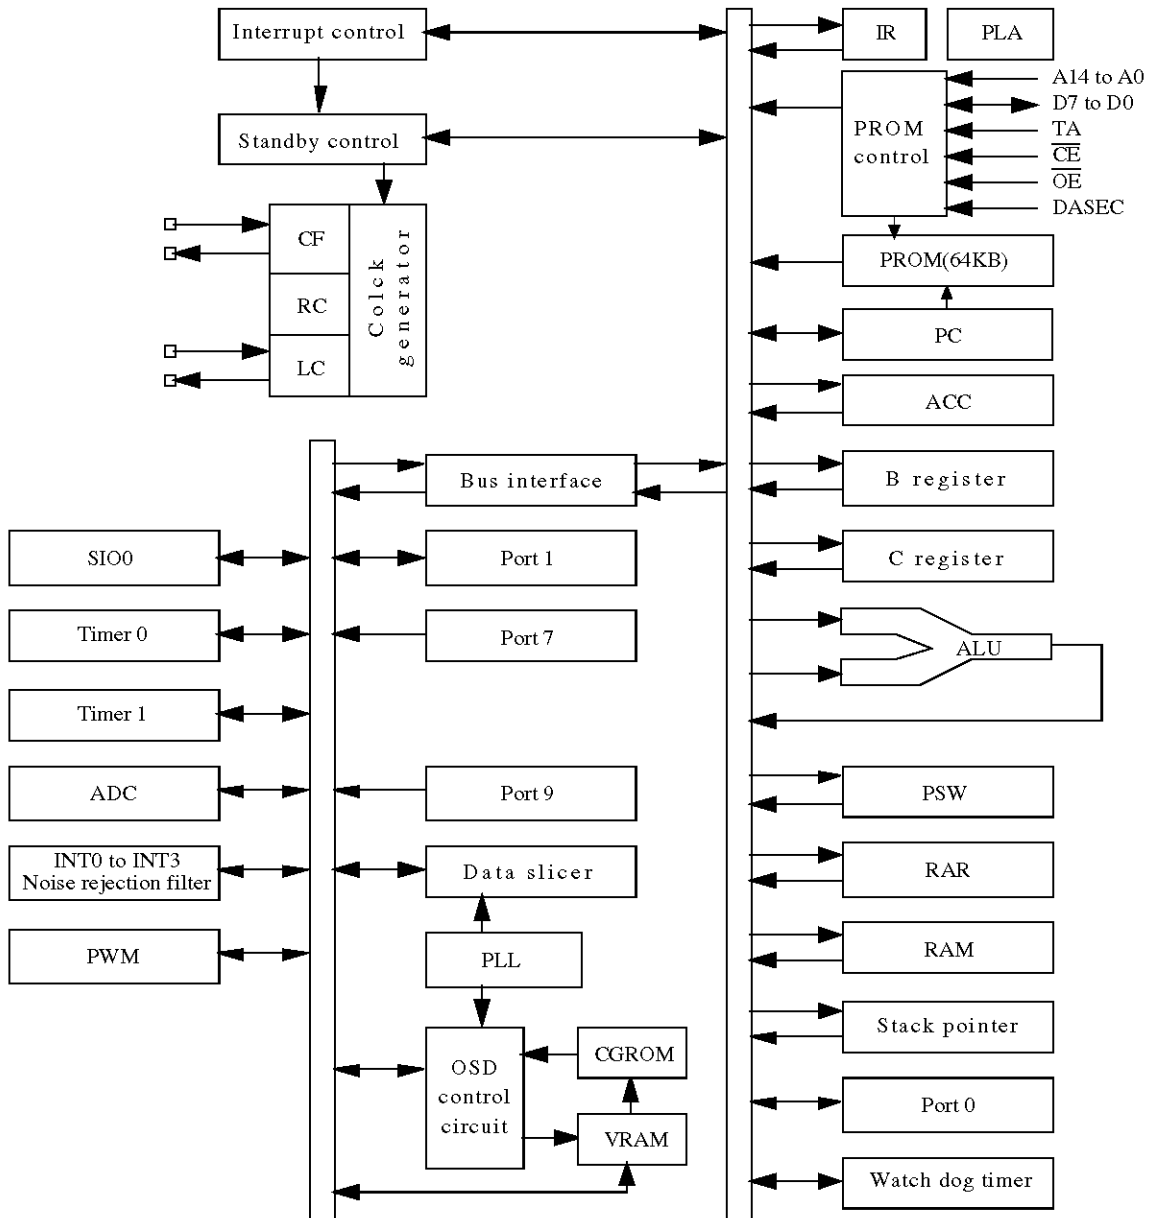 Interrupt control
IR
PLA
A14 to A0
D7 to D0
TA
CE
OE
DASEC
PROM
control
Standby control
CF
RC
LC
Colck
generator
PROM(64KB)
PC
ACC
Bus interface
B register
SIO0
Port 1
C register
Timer 0
Port 7
ALU
Timer 1
ADC
Port 9
PSW
INT0 to INT3
Noise rejection filter
Data slicer
RAR
PWM
PLL
RAM
Stack pointer
OSD
control
circuit
CGROM
VRAM
Port 0
Watch dog timer